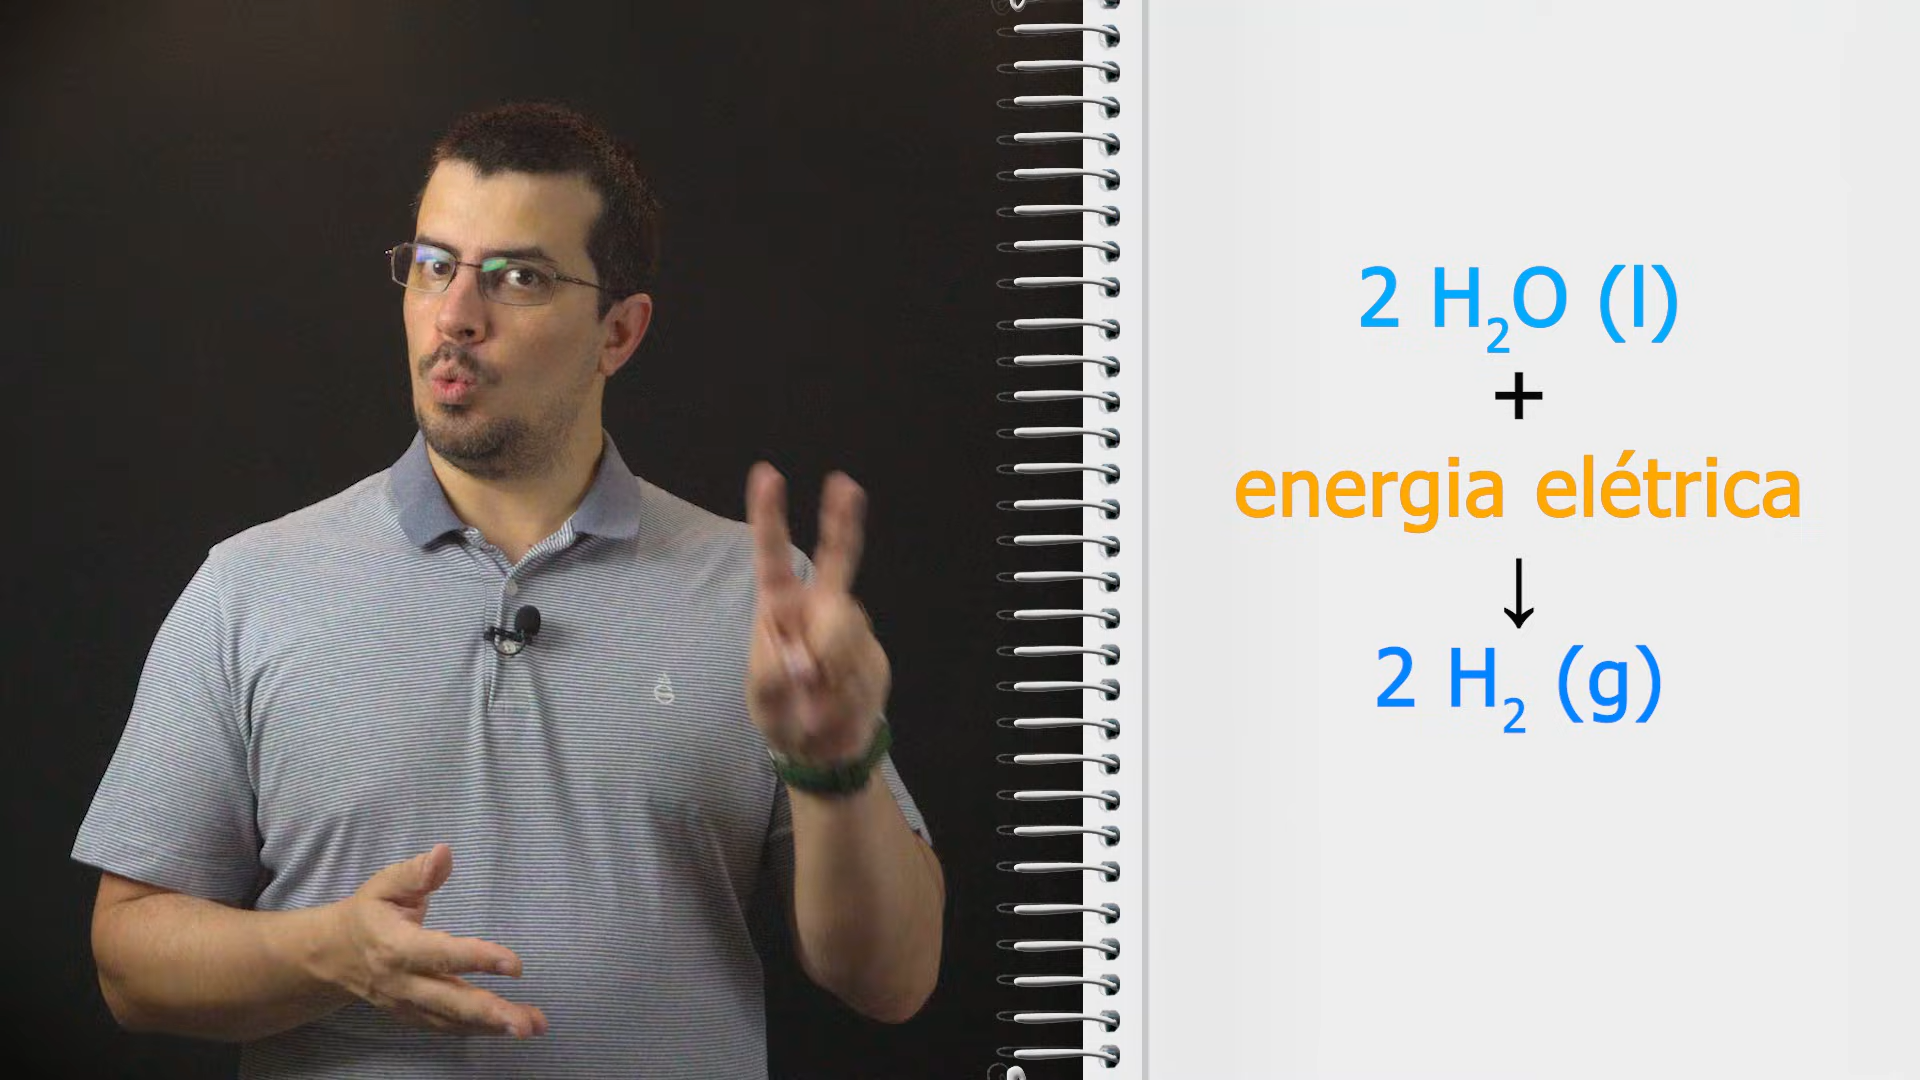 2 H₂O (l)
+
energia elétrica
↓
2 H₂ (g)